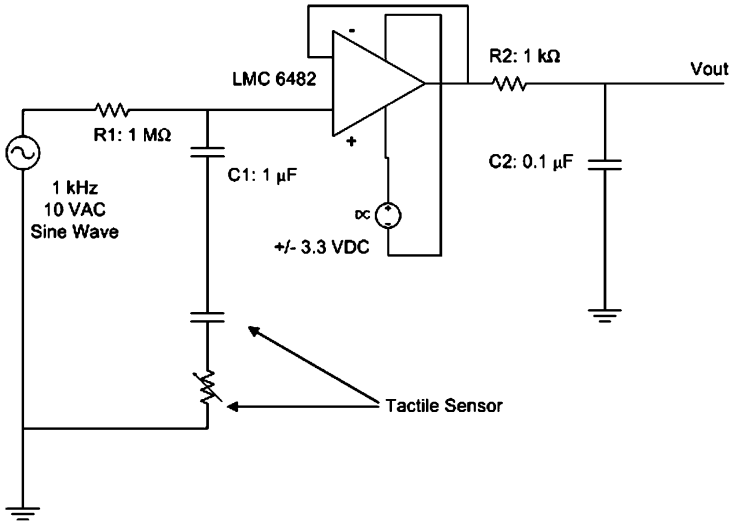 R2: 1 kΩ
Vout
LMC 6482
-
+
R1: 1 MΩ
C1: 1 μF
C2: 0.1 μF
1 kHz
10 VAC
Sine Wave
DC
+
-
+/- 3.3 VDC
Tactile Sensor